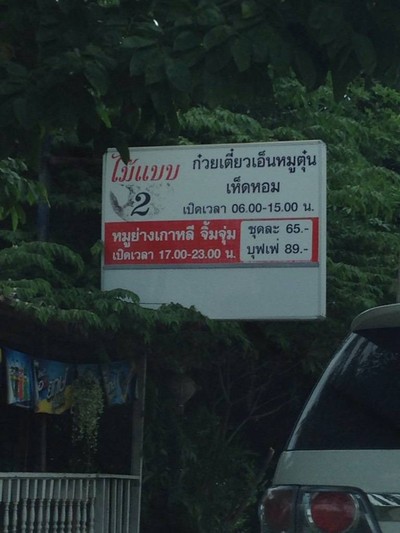 ไม้แบบ
2
ก๋วยเตี๋ยวเอ็นหมูตุ๋น
เห็ดหอม
เปิดเวลา 06.00-15.00 น.
หมูย่างเกาหลี จิ้มจุ่ม
เปิดเวลา 17.00-23.00 น.
ชุดละ 65.-
บุฟเฟ่ 89.-